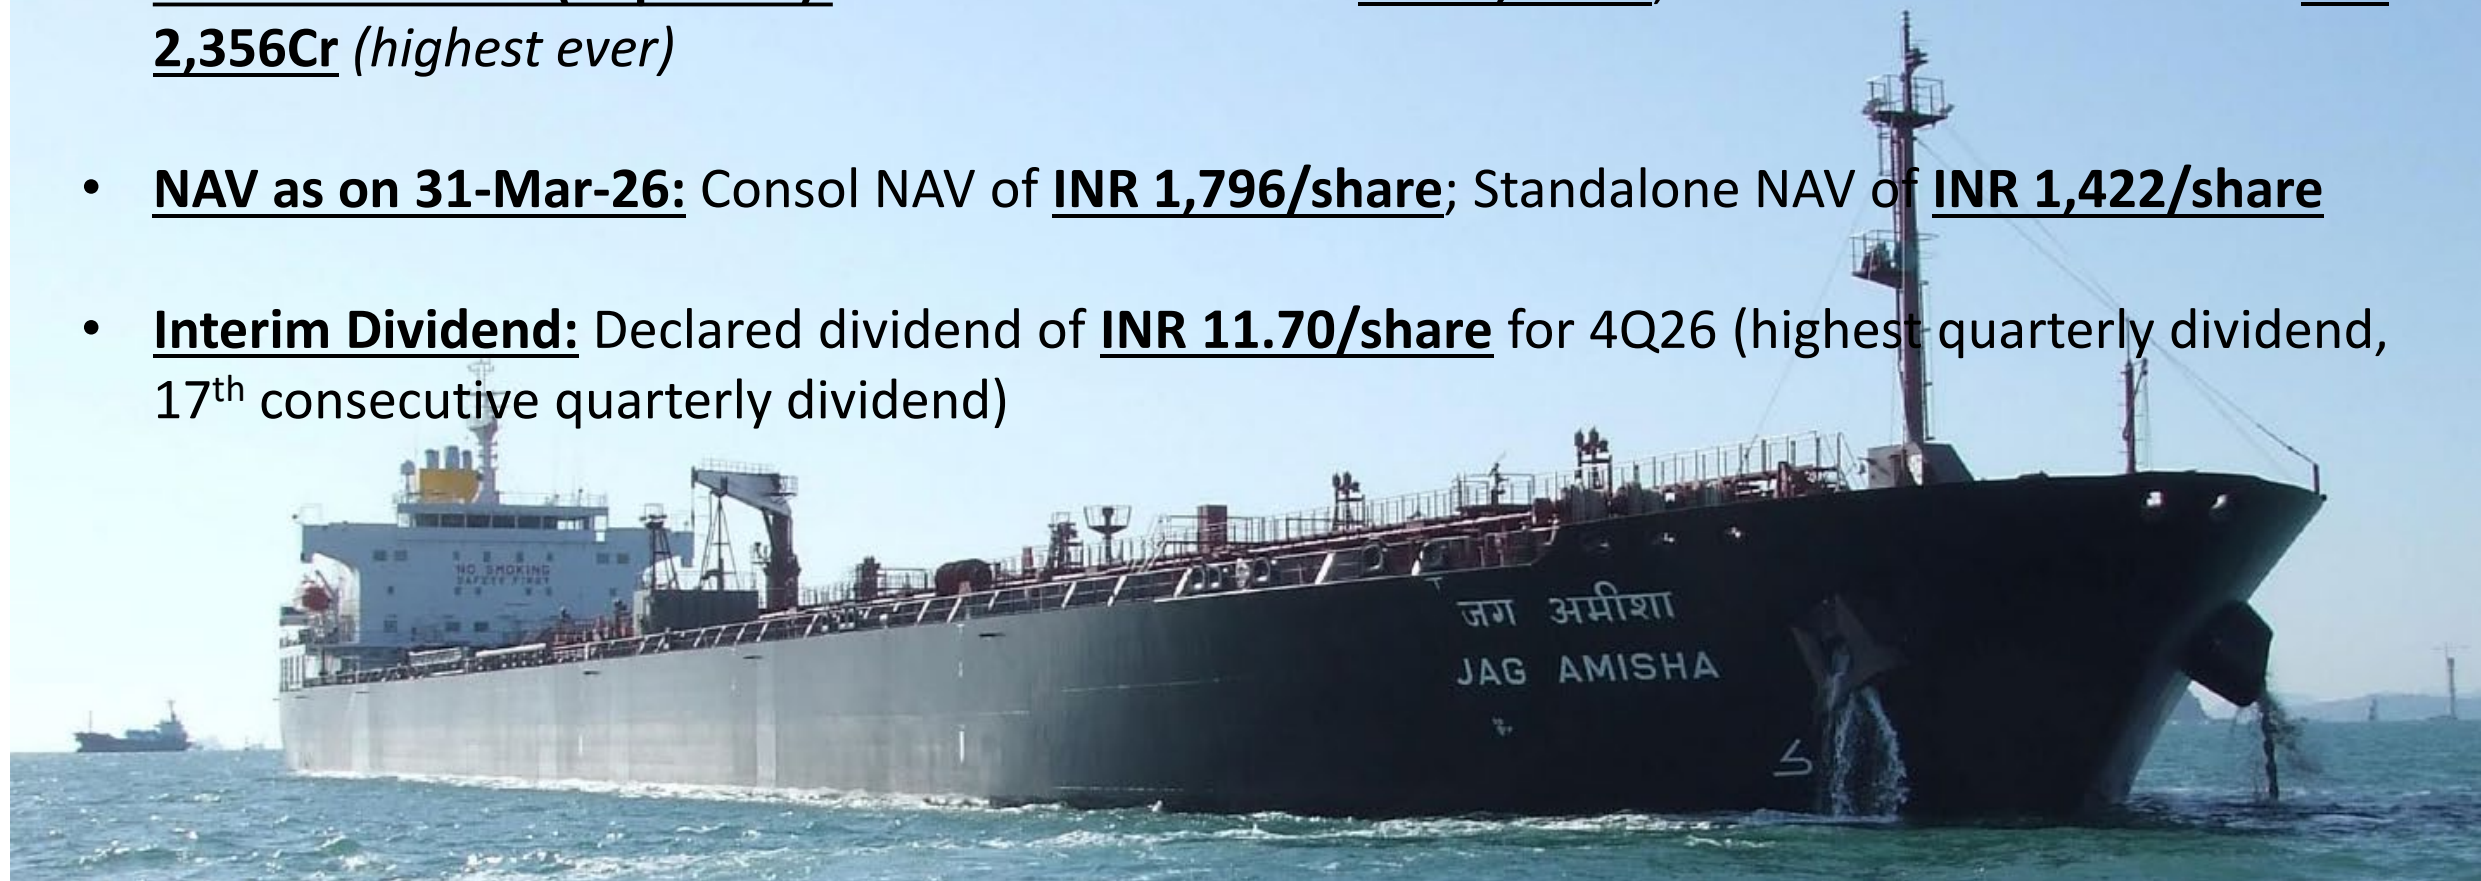 2,356Cr (highest ever)
• NAV as on 31-Mar-26: Consol NAV of INR 1,796/share; Standalone NAV of INR 1,422/share
• Interim Dividend: Declared dividend of INR 11.70/share for 4Q26 (highest quarterly dividend,
17th consecutive quarterly dividend)
NO SMOKING
SAFETY FIRST
जग अमीशा
JAG AMISHA